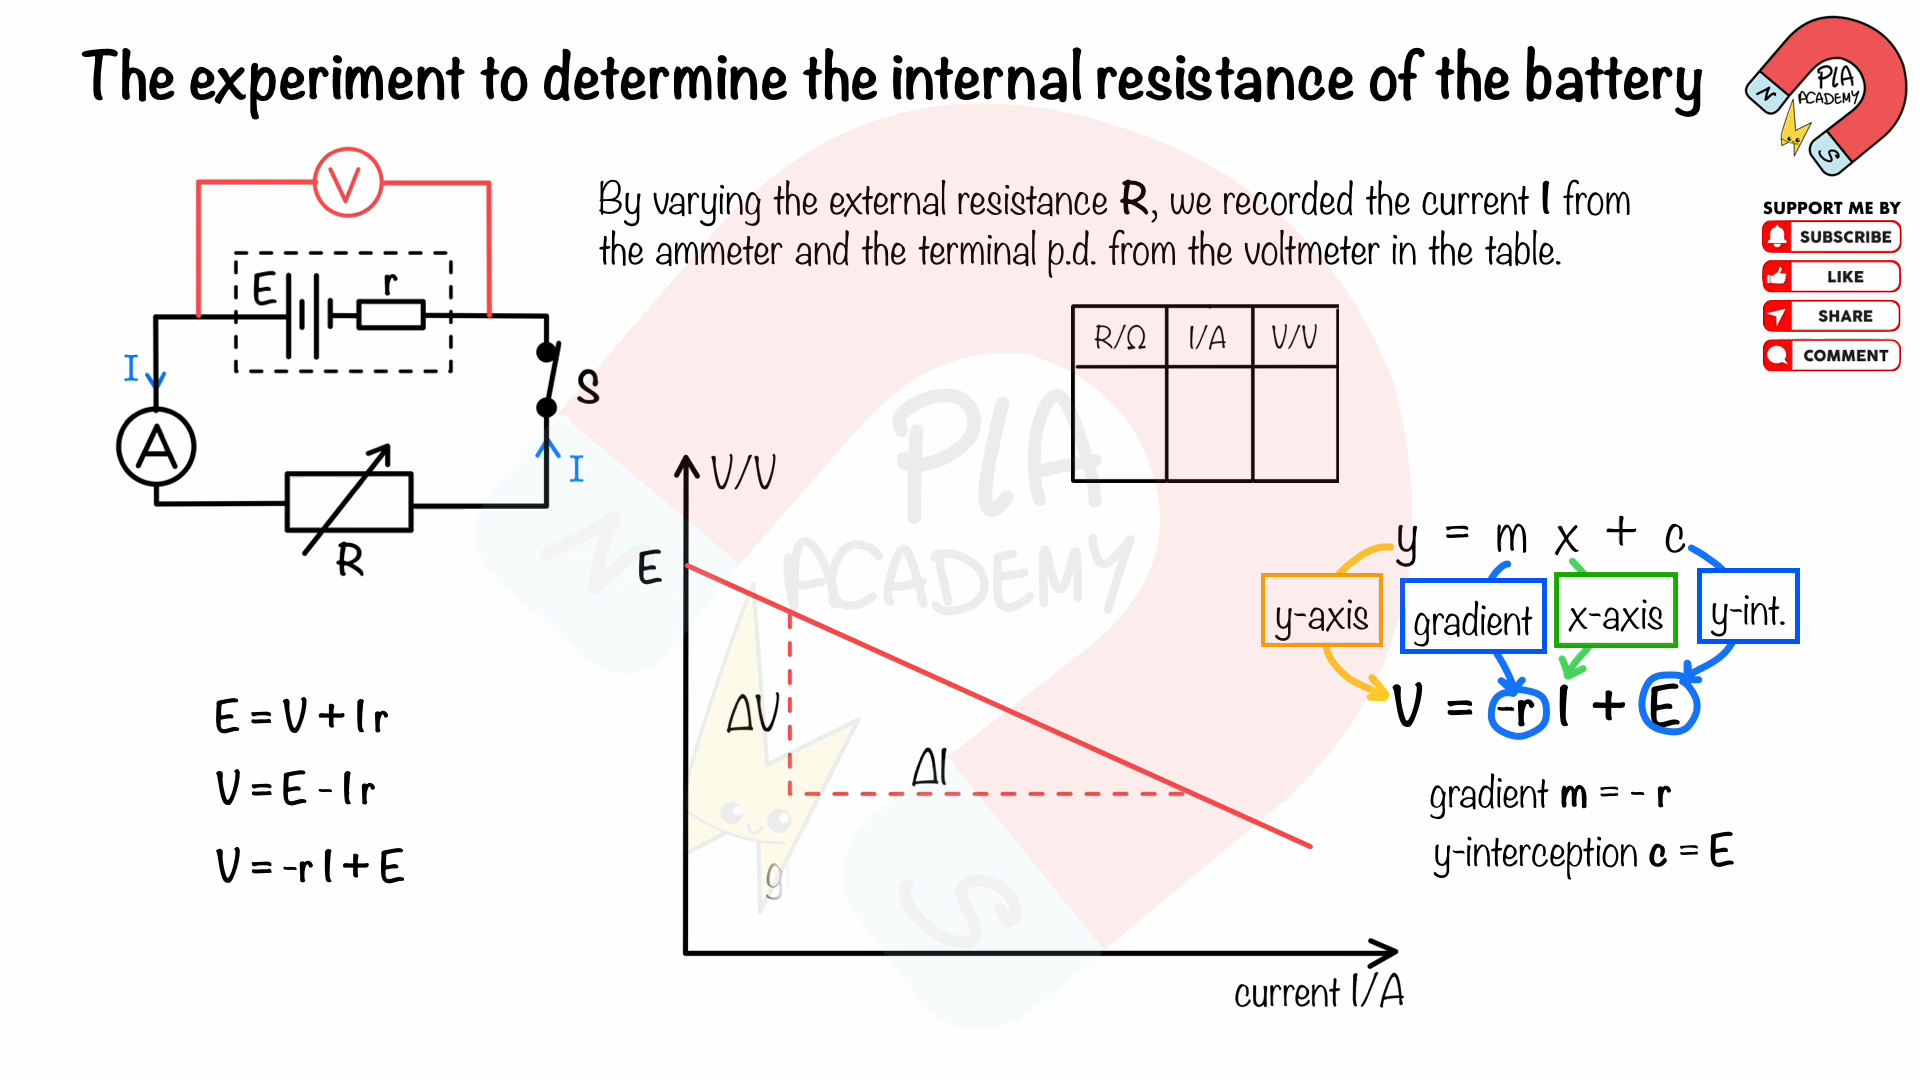 The experiment to determine the internal resistance of the battery
PLA
ACADEMY
N
S
SUPPORT ME BY
SUBSCRIBE
LIKE
SHARE
COMMENT
By varying the external resistance R, we recorded the current I from
the ammeter and the terminal p.d. from the voltmeter in the table.
V
E
r
I
S
A
I
R
R/Ω I/A V/V
PLA
ACADEMY
N
S
V/V
E
ΔV
ΔI
g
current I/A
y = m x + c
y-axis gradient x-axis y-int.
V = -r I + E
gradient m = - r
y-interception c = E
E = V + I r
V = E - I r
V = -r I + E